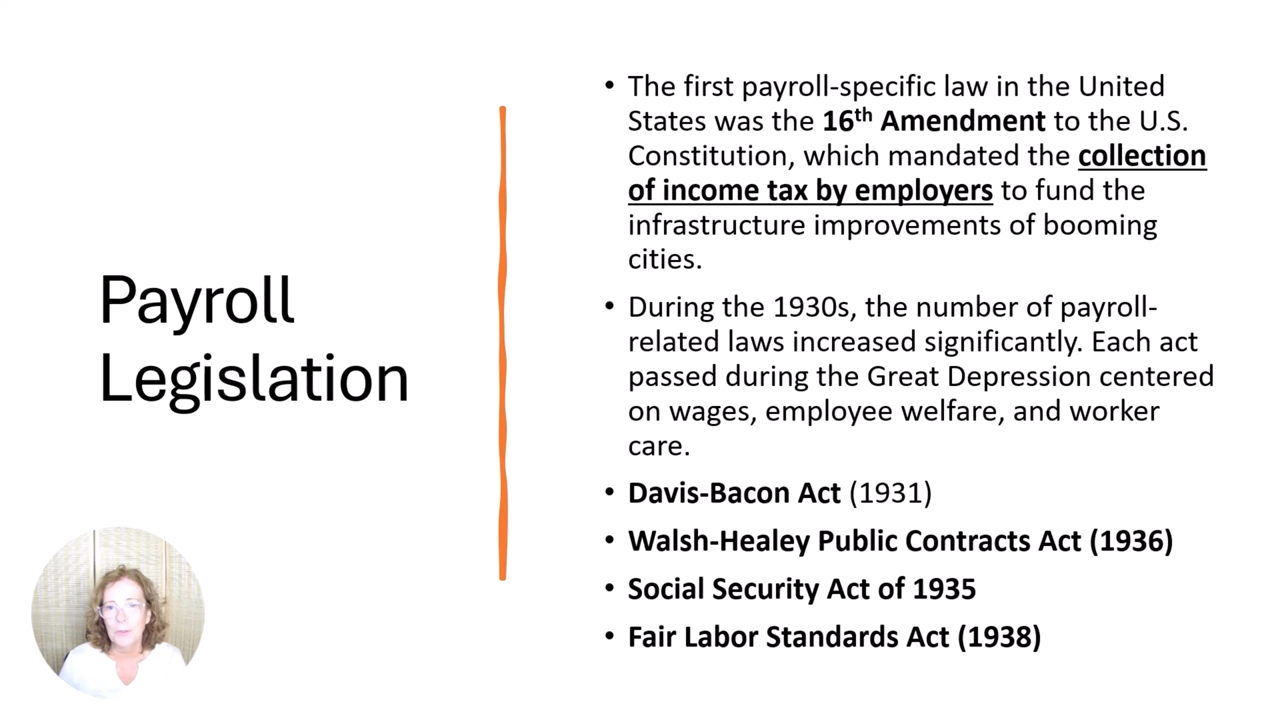 Payroll
Legislation
• The first payroll-specific law in the United
States was the 16th Amendment to the U.S.
Constitution, which mandated the collection
of income tax by employers to fund the
infrastructure improvements of booming
cities.
• During the 1930s, the number of payroll-
related laws increased significantly. Each act
passed during the Great Depression centered
on wages, employee welfare, and worker
care.
• Davis-Bacon Act (1931)
• Walsh-Healey Public Contracts Act (1936)
• Social Security Act of 1935
• Fair Labor Standards Act (1938)